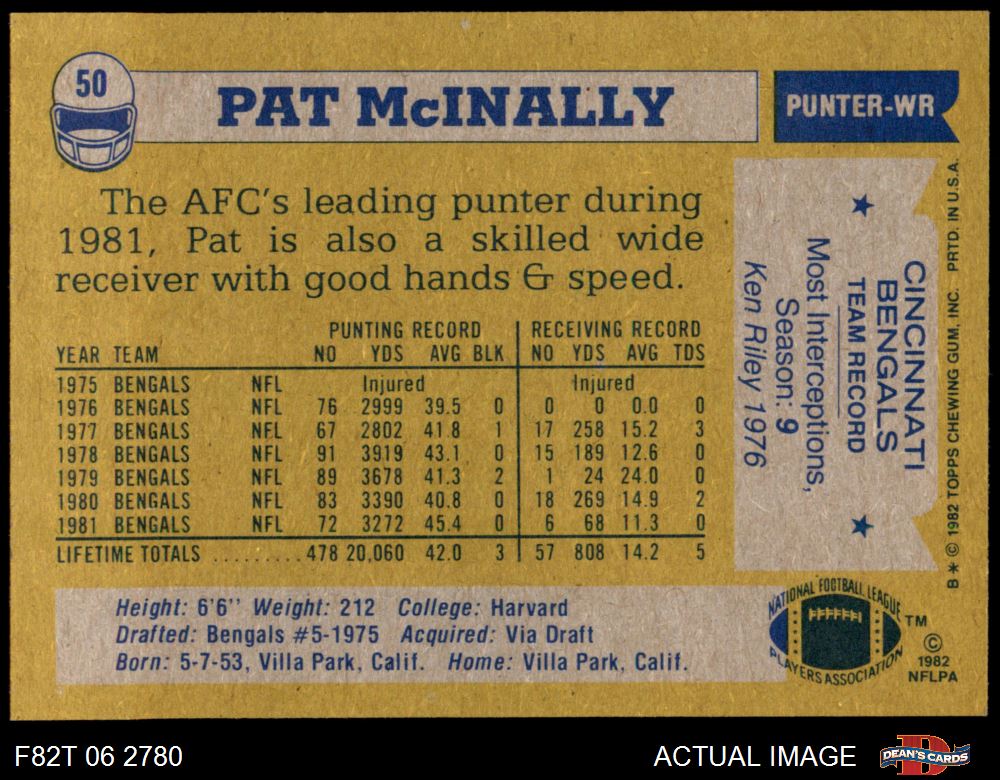 50
PAT McINALLY
PUNTER-WR
The AFC's leading punter during
1981, Pat is also a skilled wide
receiver with good hands & speed.
PUNTING RECORD RECEIVING RECORD
YEAR TEAM NO YDS AVG BLK NO YDS AVG TDS
1975 BENGALS NFL Injured Injured
1976 BENGALS NFL 76 2999 39.5 0 0 0 0.0 0
1977 BENGALS NFL 67 2802 41.8 1 17 258 15.2 3
1978 BENGALS NFL 91 3919 43.1 0 15 189 12.6 0
1979 BENGALS NFL 89 3678 41.3 2 1 24 24.0 0
1980 BENGALS NFL 83 3390 40.8 0 18 269 14.9 2
1981 BENGALS NFL 72 3272 45.4 0 6 68 11.3 0
LIFETIME TOTALS ......... 478 20,060 42.0 3 57 808 14.2 5
Height: 6'6" Weight: 212 College: Harvard
Drafted: Bengals #5-1975 Acquired: Via Draft
Born: 5-7-53, Villa Park, Calif. Home: Villa Park, Calif.
CINCINNATI
BENGALS
TEAM RECORD
Most Interceptions,
Season: 9
Ken Riley 1976
B* © 1982 TOPPS CHEWING GUM, INC. PRTD. IN U.S.A.
NATIONAL FOOTBALL LEAGUE
PLAYERS ASSOCIATION
TM
©
1982
NFLPA
F82T 06 2780
ACTUAL IMAGE
DEAN'S CARDS